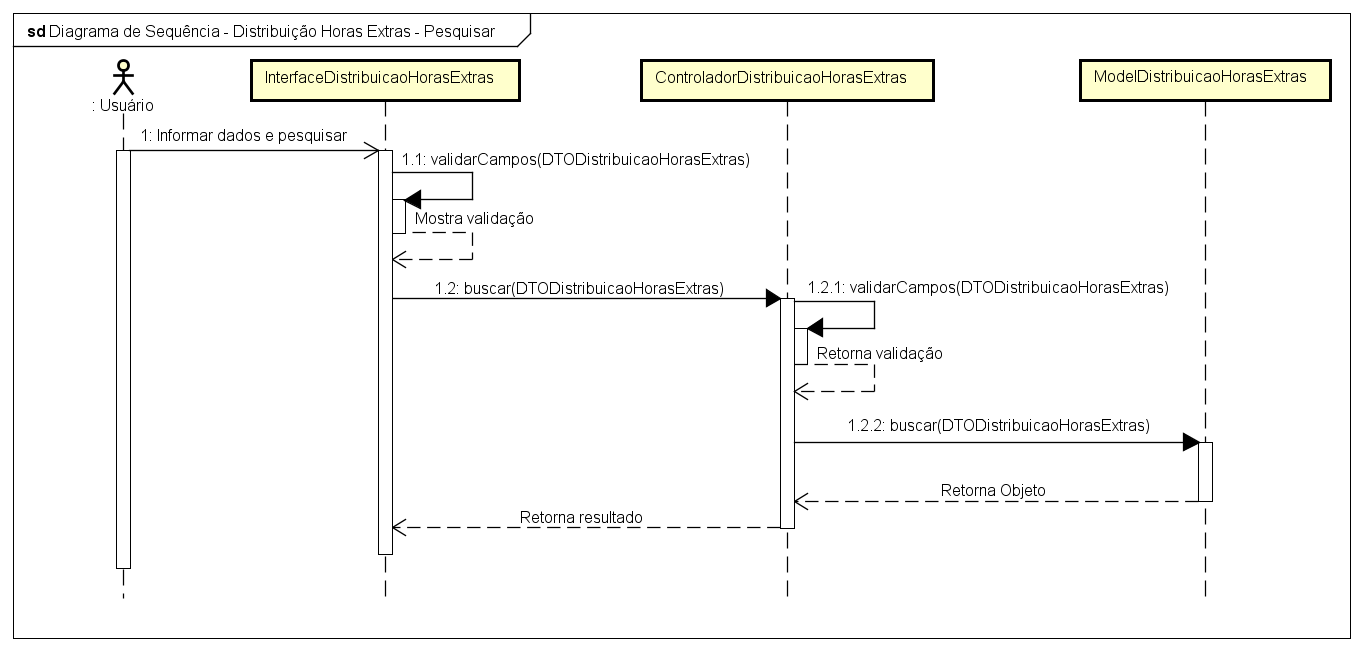 sd Diagrama de Sequência - Distribuição Horas Extras - Pesquisar
InterfaceDistribuicaoHorasExtras
ControladorDistribuicaoHorasExtras
ModelDistribuicaoHorasExtras
: Usuário
1: Informar dados e pesquisar
1.1: validarCampos(DTODistribuicaoHorasExtras)
Mostra validação
1.2: buscar(DTODistribuicaoHorasExtras)
1.2.1: validarCampos(DTODistribuicaoHorasExtras)
Retorna validação
1.2.2: buscar(DTODistribuicaoHorasExtras)
Retorna Objeto
Retorna resultado